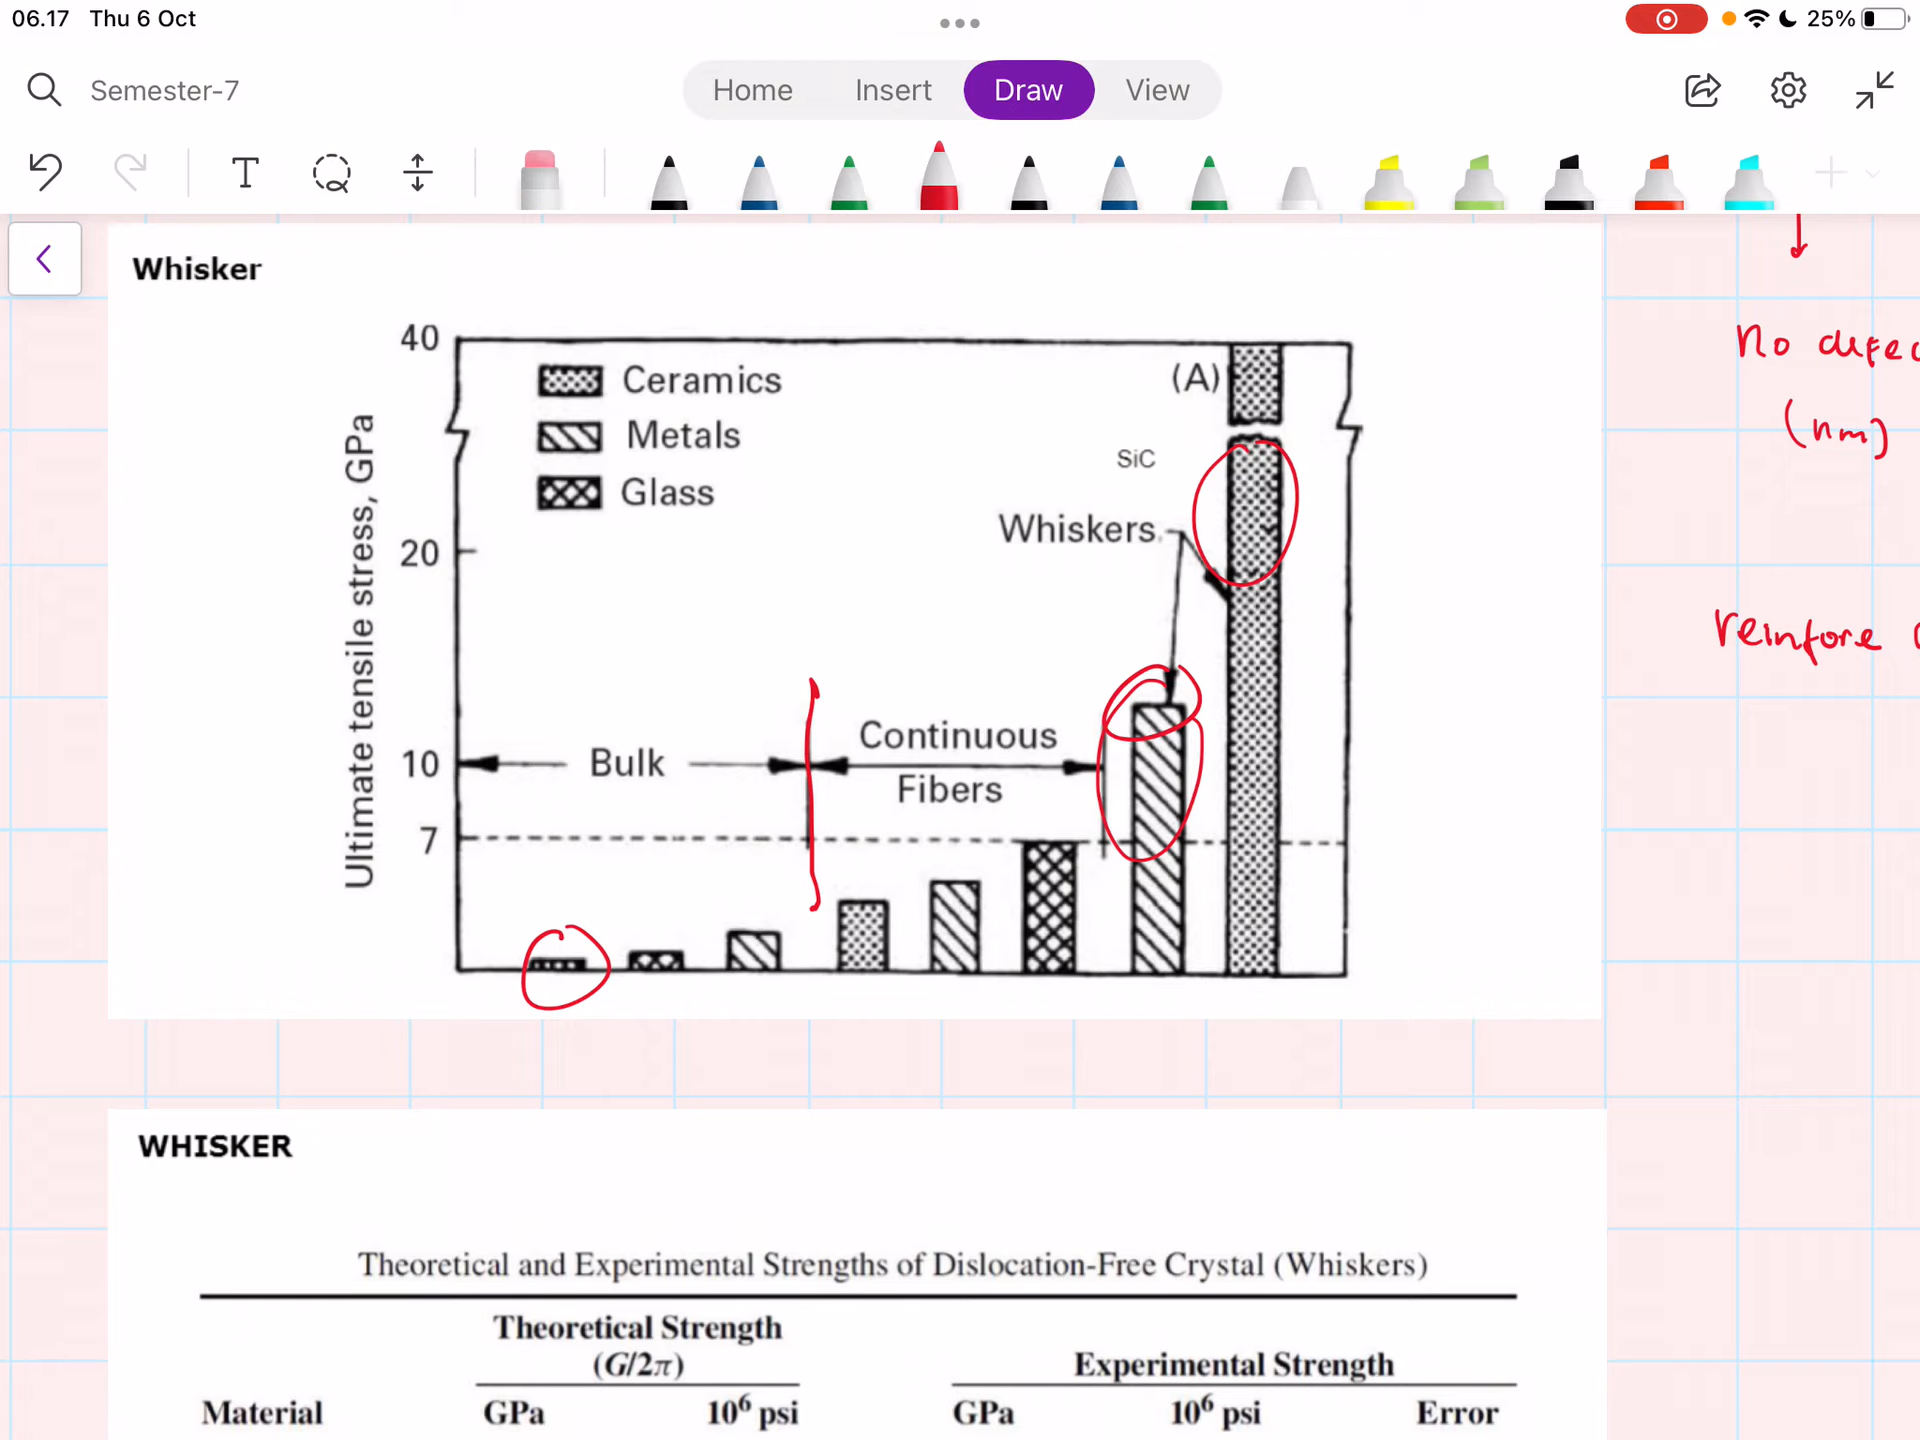 06.17 Thu 6 Oct
25%
Semester-7
Home Insert Draw View
T
Whisker
40
Ceramics
(A)
Metals
SiC
Glass
Whiskers
20
Ultimate tensile stress, GPa
Continuous
10
Bulk
Fibers
7
No
(nm)
reinfore
WHISKER
Theoretical and Experimental Strengths of Dislocation-Free Crystal (Whiskers)
Theoretical Strength
(G/2π)
Experimental Strength
Material GPa 10⁶ psi GPa 10⁶ psi Error